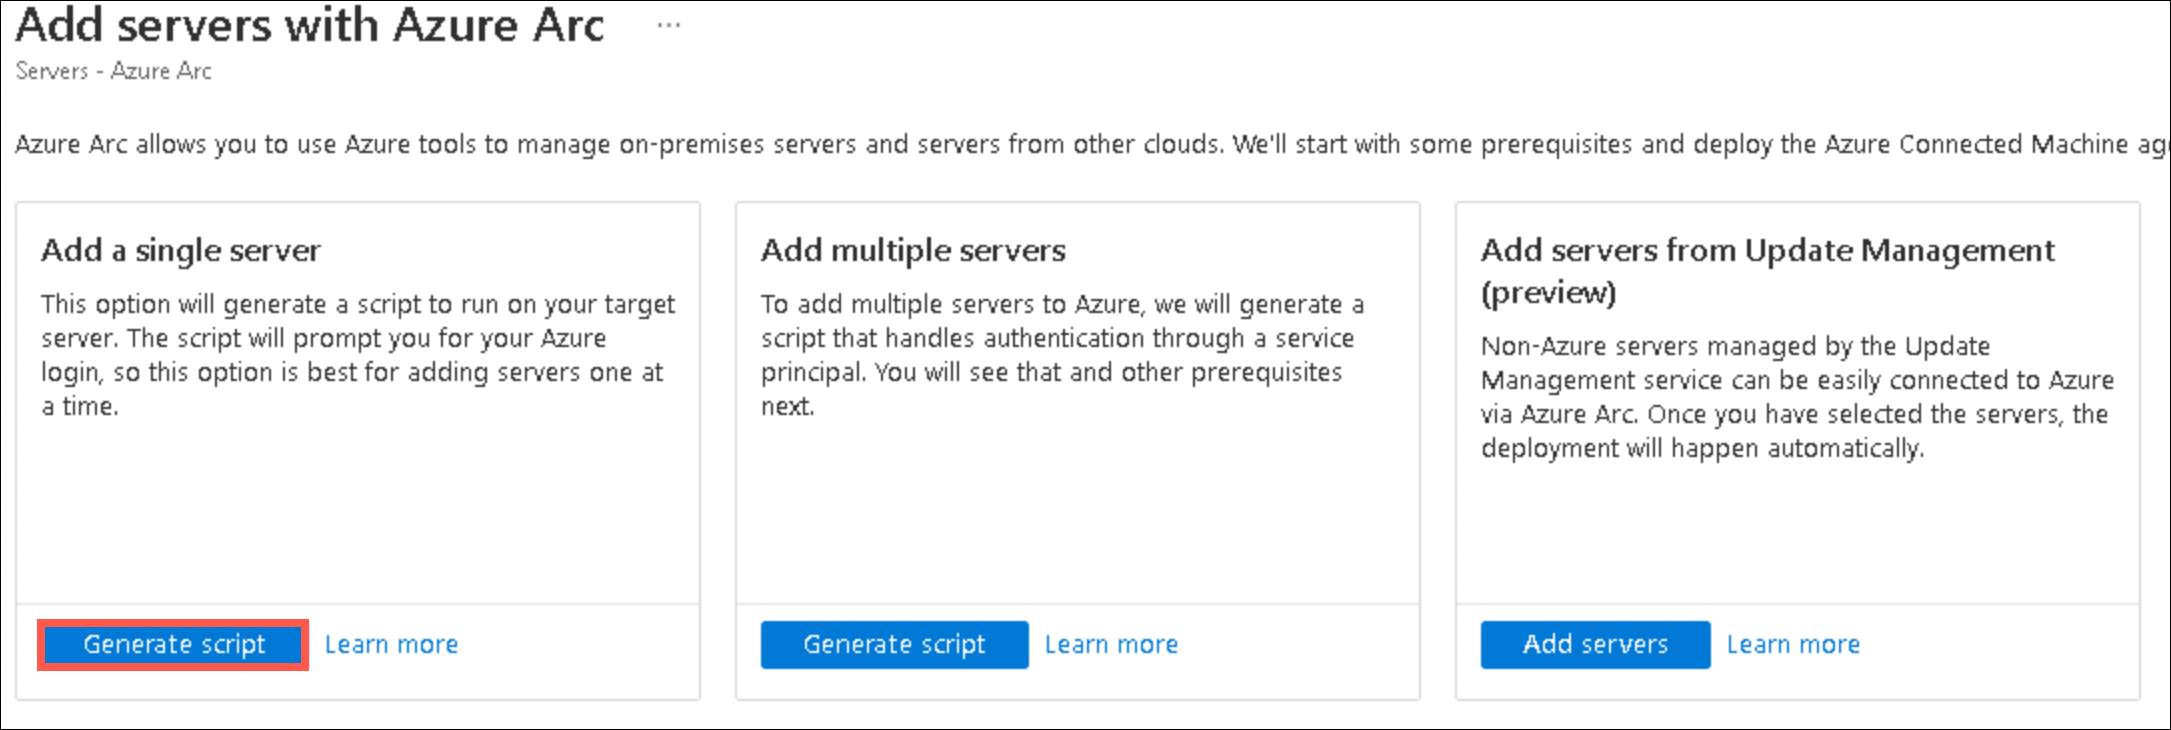 Add servers with Azure Arc ...
Servers - Azure Arc
Azure Arc allows you to use Azure tools to manage on-premises servers and servers from other clouds. We'll start with some prerequisites and deploy the Azure Connected Machine
Add a single server
This option will generate a script to run on your target
server. The script will prompt you for your Azure
login, so this option is best for adding servers one at
a time.
Generate script Learn more
Add multiple servers
To add multiple servers to Azure, we will generate a
script that handles authentication through a service
principal. You will see that and other prerequisites
next.
Generate script Learn more
Add servers from Update Management
(preview)
Non-Azure servers managed by the Update
Management service can be easily connected to Azure
via Azure Arc. Once you have selected the servers, the
deployment will happen automatically.
Add servers Learn more